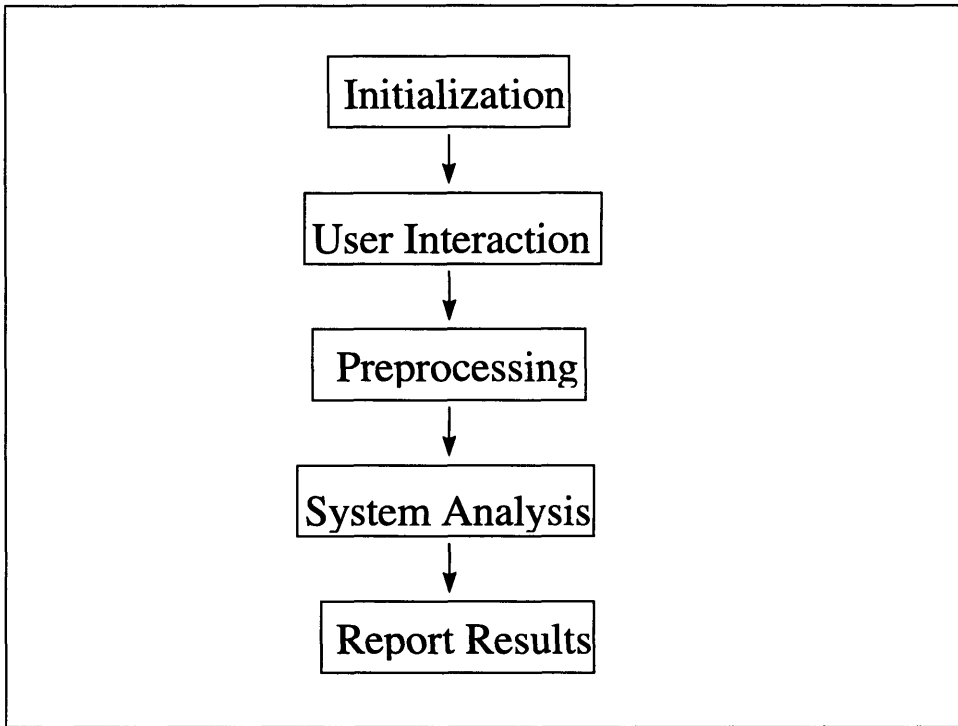 Initialization
User Interaction
Preprocessing
System Analysis
Report Results